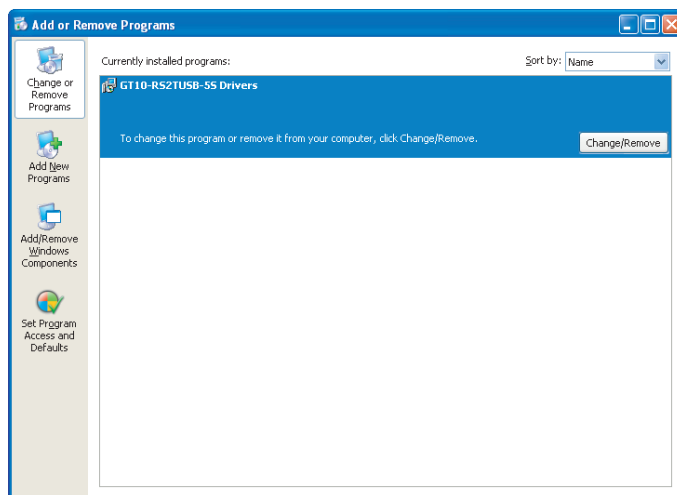 Add or Remove Programs
Change or
Remove
Programs
Add New
Programs
Add/Remove
Windows
Components
Set Program
Access and
Defaults
Currently installed programs:
Sort by: Name
GT10-RS2TUSB-5S Drivers
To change this program or remove it from your computer, click Change/Remove.
Change/Remove